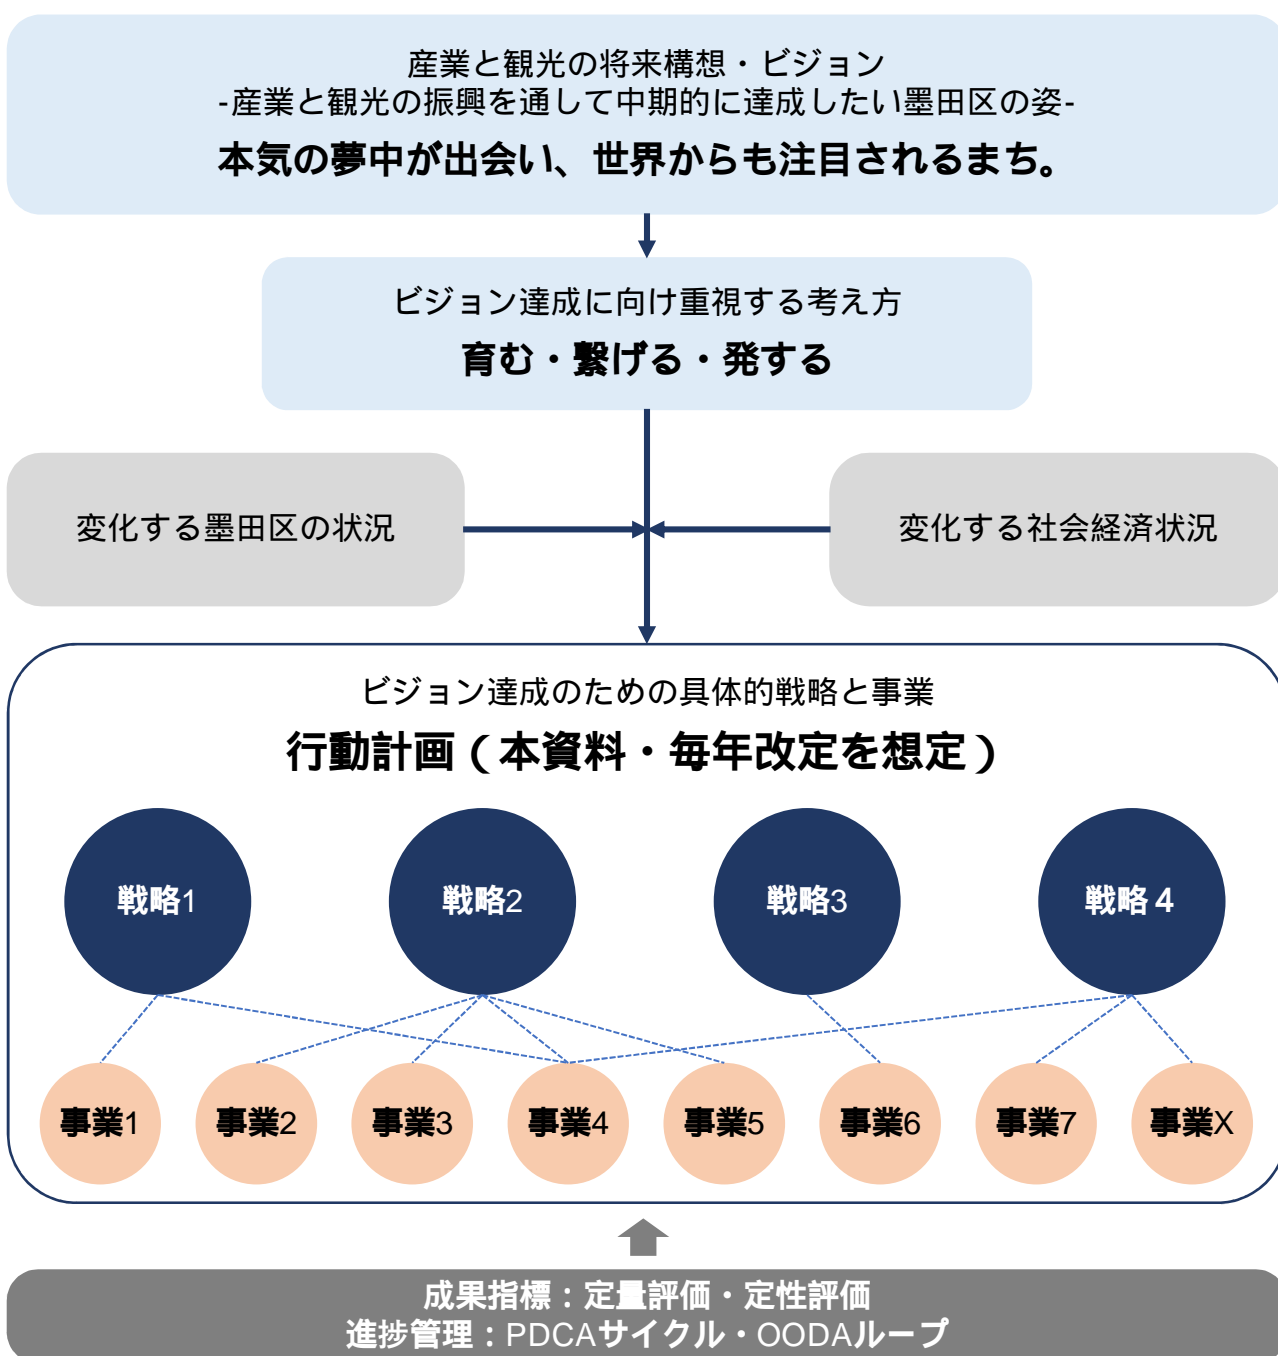 産業と観光の将来構想・ビジョン
-産業と観光の振興を通して中期的に達成したい墨田区の姿-
本気の夢中が出会い、世界からも注目されるまち。
ビジョン達成に向け重視する考え方
育む・繋げる・発する
変化する墨田区の状況
変化する社会経済状況
ビジョン達成のための具体的戦略と事業
行動計画（本資料・毎年改定を想定）
戦略1
戦略2
戦略3
戦略４
事業1
事業2
事業3
事業4
事業5
事業6
事業7
事業X
成果指標：定量評価・定性評価
進捗管理：PDCAサイクル・OODAループ